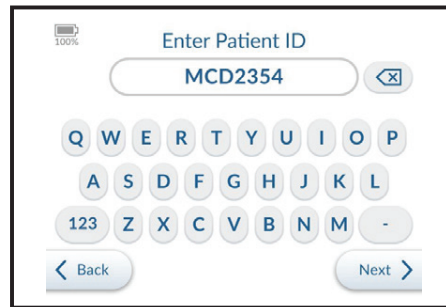 100%
Enter Patient ID
MCD2354
Q W E R T Y U I O P
A S D F G H J K L
123 Z X C V B N M -
Back Next